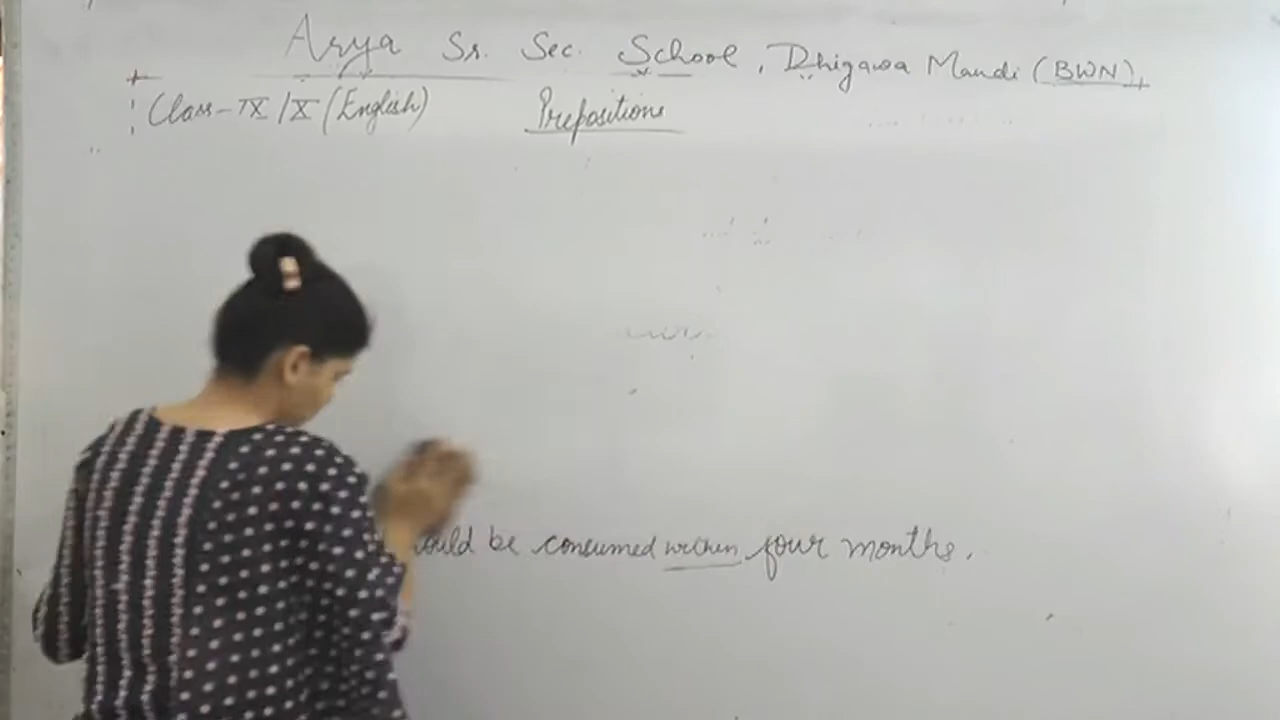 Arya Sr. Sec. School, Dhigawa Mandi (BWN)
Class-IX/X (English) Prepositions
ould be consumed within four months.